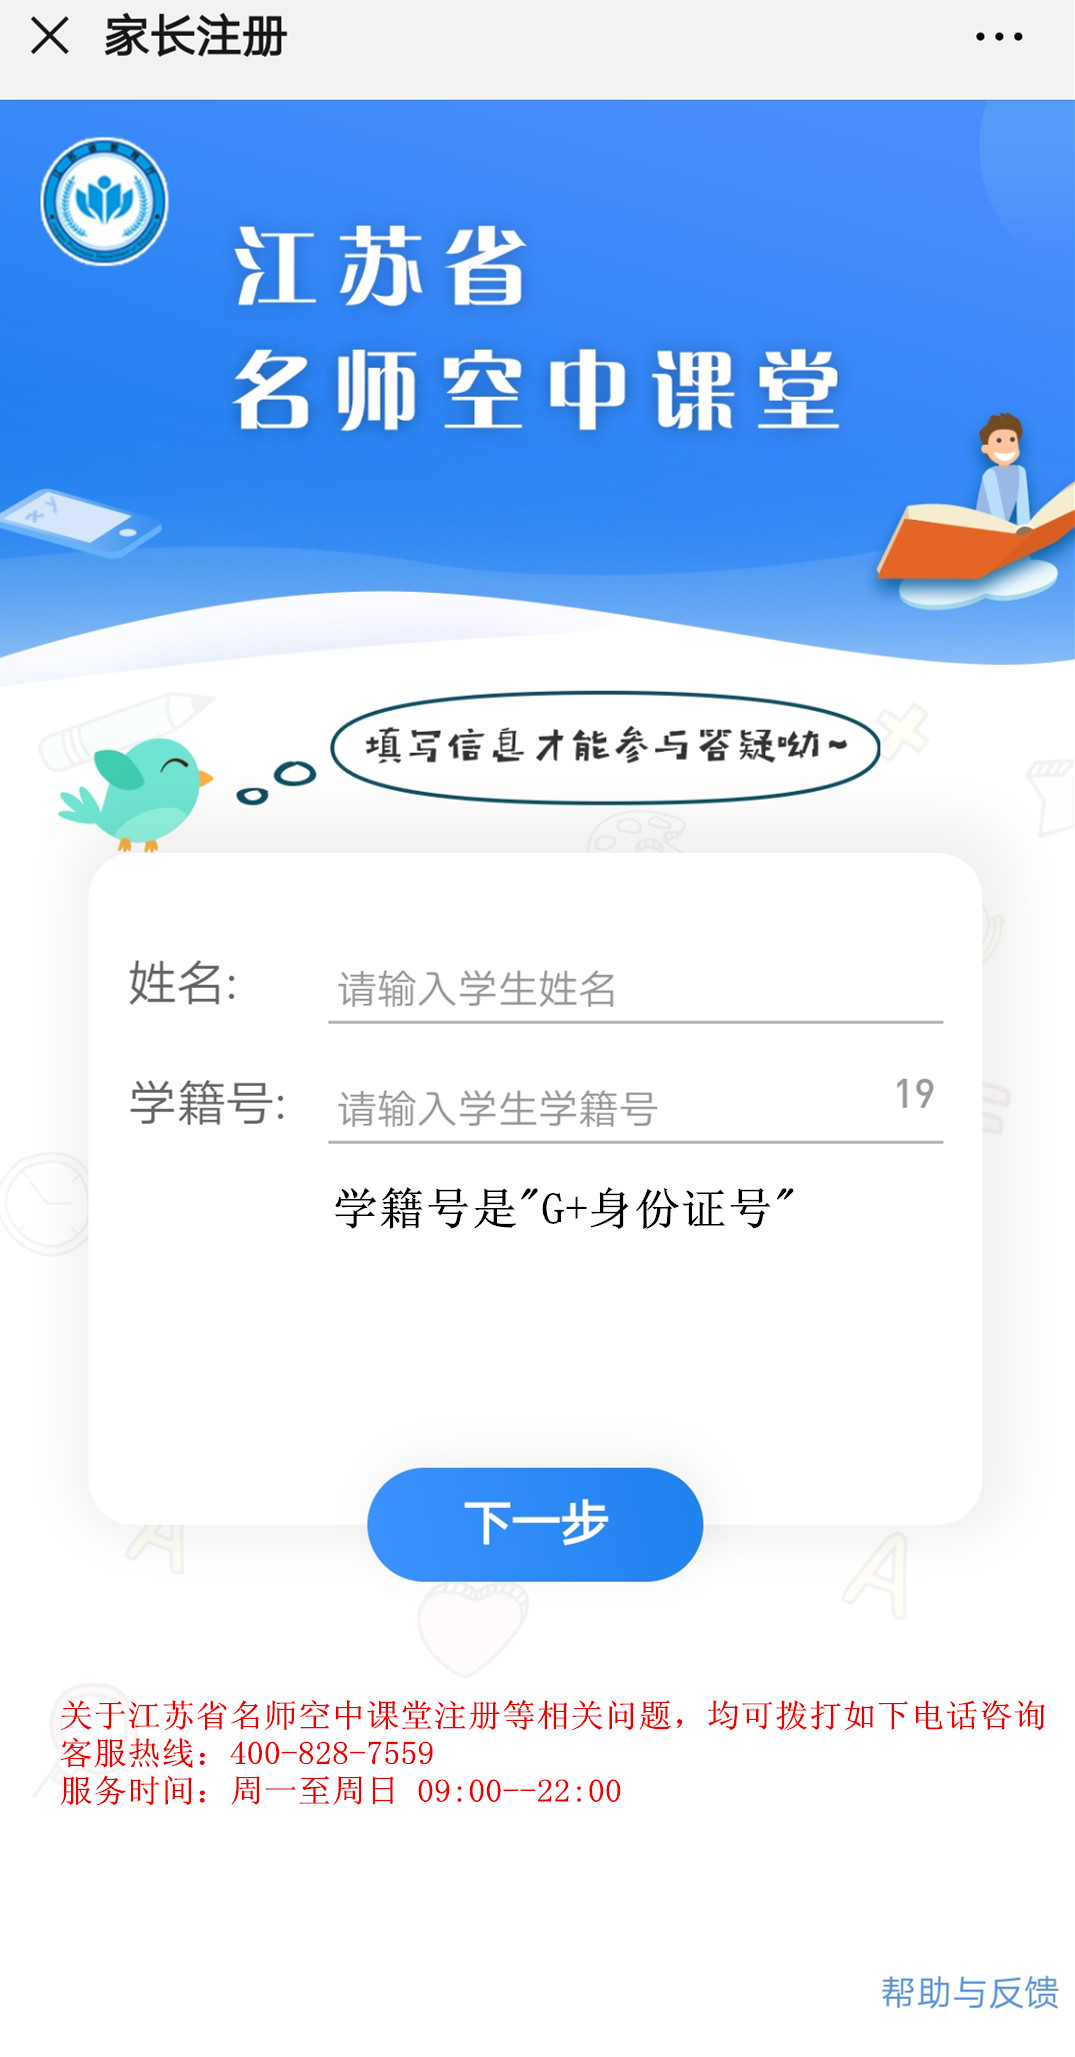 家长注册
江苏省
名师空中课堂
填写信息才能参与答疑呦~
姓名:
请输入学生姓名
学籍号:
请输入学生学籍号
19
学籍号是"G+身份证号"
下一步
关于江苏省名师空中课堂注册等相关问题，均可拨打如下电话咨询
客服热线：400-828-7559
服务时间：周一至周日 09:00--22:00
帮助与反馈